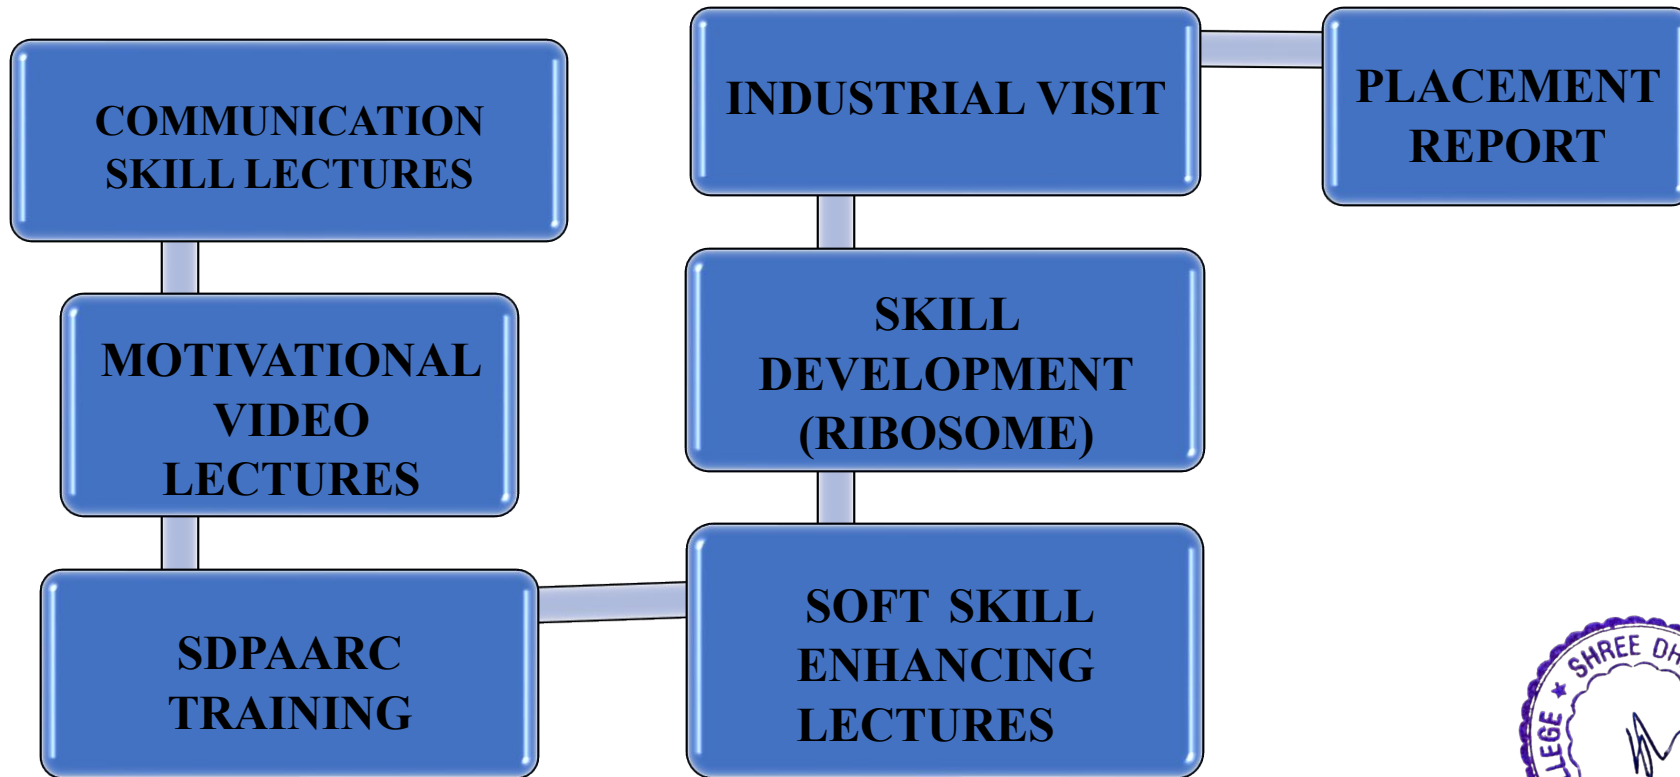 COMMUNICATION
SKILL LECTURES
MOTIVATIONAL
VIDEO
LECTURES
SDPAARC
TRAINING
SOFT SKILL
ENHANCING
LECTURES
SKILL
DEVELOPMENT
(RIBOSOME)
INDUSTRIAL VISIT
PLACEMENT
REPORT
SHREE